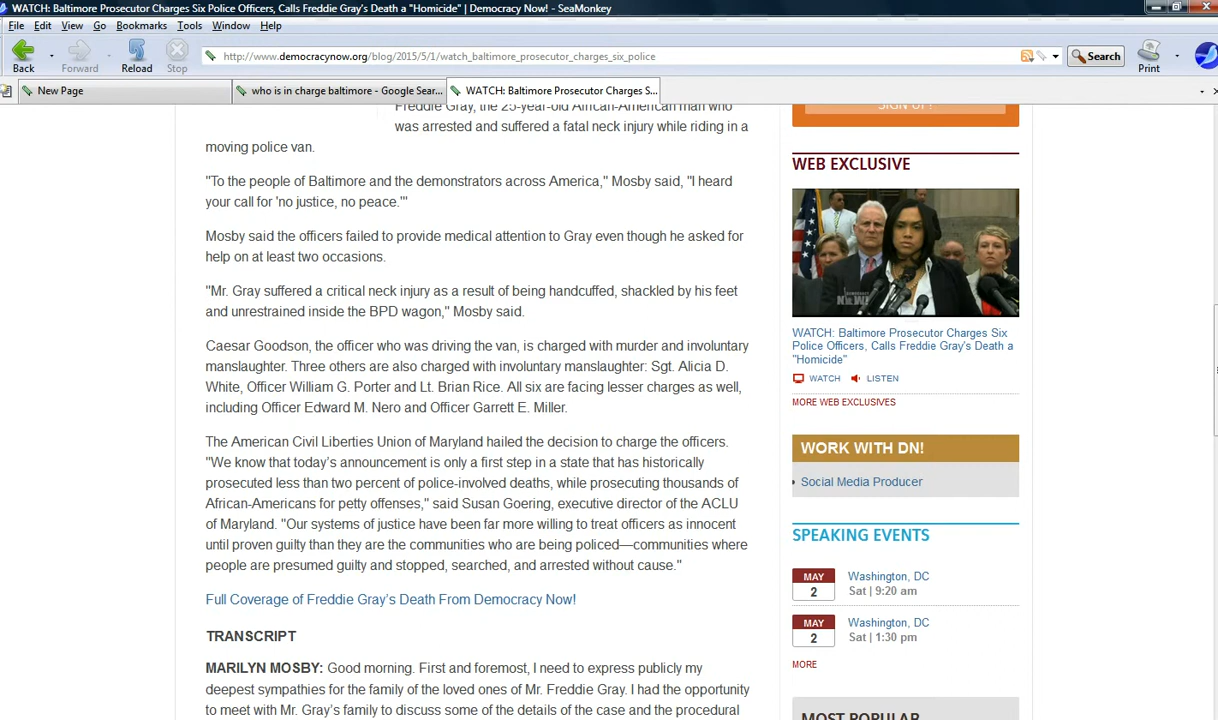 WATCH: Baltimore Prosecutor Charges Six Police Officers, Calls Freddie Gray's Death a "Homicide" | Democracy Now! - SeaMonkey
File Edit View Go Bookmarks Tools Window Help
Back Forward Reload Stop
http://www.democracynow.org/blog/2015/5/1/watch_baltimore_prosecutor_charges_six_police
Search
Print
New Page
who is in charge baltimore - Google Sear...
WATCH: Baltimore Prosecutor Charges S...
Freddie Gray, the 25-year-old African-American man who
was arrested and suffered a fatal neck injury while riding in a
moving police van.
"To the people of Baltimore and the demonstrators across America," Mosby said, "I heard
your call for 'no justice, no peace.'"
Mosby said the officers failed to provide medical attention to Gray even though he asked for
help on at least two occasions.
"Mr. Gray suffered a critical neck injury as a result of being handcuffed, shackled by his feet
and unrestrained inside the BPD wagon," Mosby said.
Caesar Goodson, the officer who was driving the van, is charged with murder and involuntary
manslaughter. Three others are also charged with involuntary manslaughter: Sgt. Alicia D.
White, Officer William G. Porter and Lt. Brian Rice. All six are facing lesser charges as well,
including Officer Edward M. Nero and Officer Garrett E. Miller.
The American Civil Liberties Union of Maryland hailed the decision to charge the officers.
"We know that today's announcement is only a first step in a state that has historically
prosecuted less than two percent of police-involved deaths, while prosecuting thousands of
African-Americans for petty offenses," said Susan Goering, executive director of the ACLU
of Maryland. "Our systems of justice have been far more willing to treat officers as innocent
until proven guilty than they are the communities who are being policed—communities where
people are presumed guilty and stopped, searched, and arrested without cause."
Full Coverage of Freddie Gray's Death From Democracy Now!
TRANSCRIPT
MARILYN MOSBY: Good morning. First and foremost, I need to express publicly my
deepest sympathies for the family of the loved ones of Mr. Freddie Gray. I had the opportunity
to meet with Mr. Gray's family to discuss some of the details of the case and the procedural
SIGN UP!
WEB EXCLUSIVE
WATCH: Baltimore Prosecutor Charges Six
Police Officers, Calls Freddie Gray's Death a
"Homicide"
WATCH LISTEN
MORE WEB EXCLUSIVES
WORK WITH DN!
Social Media Producer
SPEAKING EVENTS
MAY
2
Washington, DC
Sat | 9:20 am
MAY
2
Washington, DC
Sat | 1:30 pm
MORE
MOST POPULAR